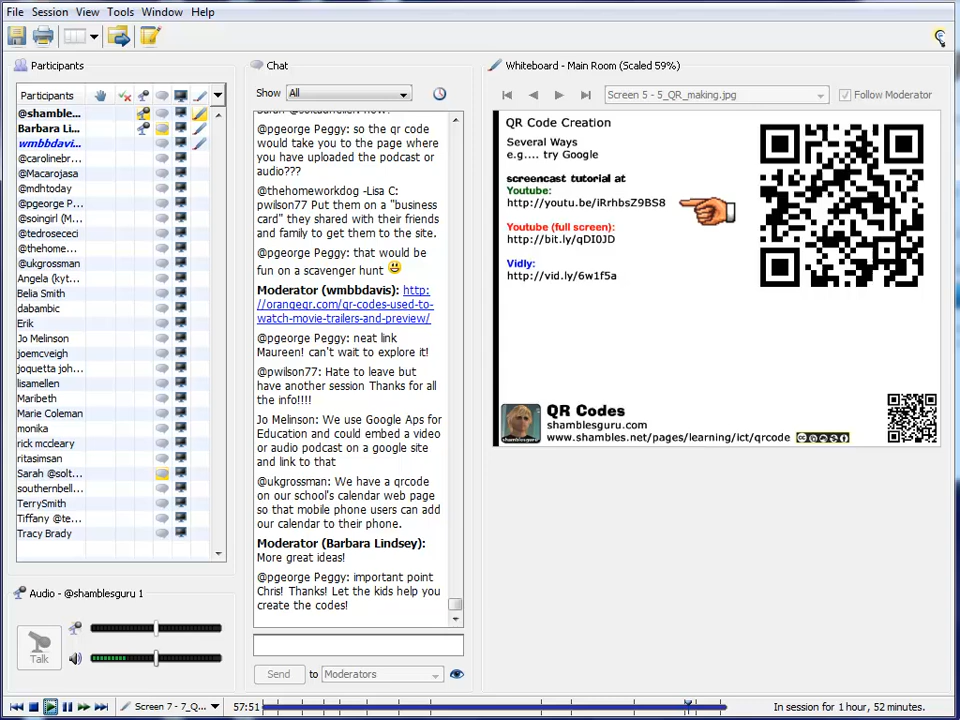 File Session View Tools Window Help
Participants
Participants
@shamble...
Barbara Li...
wmbbdavi...
@carolinebr...
@Macarojasa
@mdhtoday
@pgeorge P...
@soingirl (M...
@tedrosececi
@thehome...
@ukgrossman
Angela (kyt...
Belia Smith
dabambic
Erik
Jo Melinson
joemcveigh
joquetta joh...
lisamellen
Maribeth
Marie Coleman
monika
rick mccleary
ritasimsan
Sarah @solt...
southernbell...
TerrySmith
Tiffany @te...
Tracy Brady
Audio - @shamblesguru 1
Talk
Chat
Show All
@pgeorge Peggy: so the qr code
would take you to the page where
you have uploaded the podcast or
audio???
@thehomeworkdog -Lisa C:
pwilson77 Put them on a "business
card" they shared with their friends
and family to get them to the site.
@pgeorge Peggy: that would be
fun on a scavenger hunt
Moderator (wmbbdavis): http:
//orangeqr.com/qr-codes-used-to-
watch-movie-trailers-and-preview/
@pgeorge Peggy: neat link
Maureen! can't wait to explore it!
@pwilson77: Hate to leave but
have another session Thanks for all
the info!!!!
Jo Melinson: We use Google Aps for
Education and could embed a video
or audio podcast on a google site
and link to that
@ukgrossman: We have a qrcode
on our school's calendar web page
so that mobile phone users can add
our calendar to their phone.
Moderator (Barbara Lindsey):
More great ideas!
@pgeorge Peggy: important point
Chris! Thanks! Let the kids help you
create the codes!
Send to Moderators
Whiteboard - Main Room (Scaled 59%)
Screen 5 - 5_QR_making.jpg
Follow Moderator
QR Code Creation
Several Ways
e.g.... try Google
screencast tutorial at
Youtube:
http://youtu.be/iRrhbsZ9BS8
Youtube (full screen):
http://bit.ly/qDI0JD
Vidly:
http://vid.ly/6w1f5a
shamblesguru
QR Codes
shamblesguru.com
www.shambles.net/pages/learning/ict/qrcode
Screen 7 - 7_Q...
57:51
In session for 1 hour, 52 minutes.